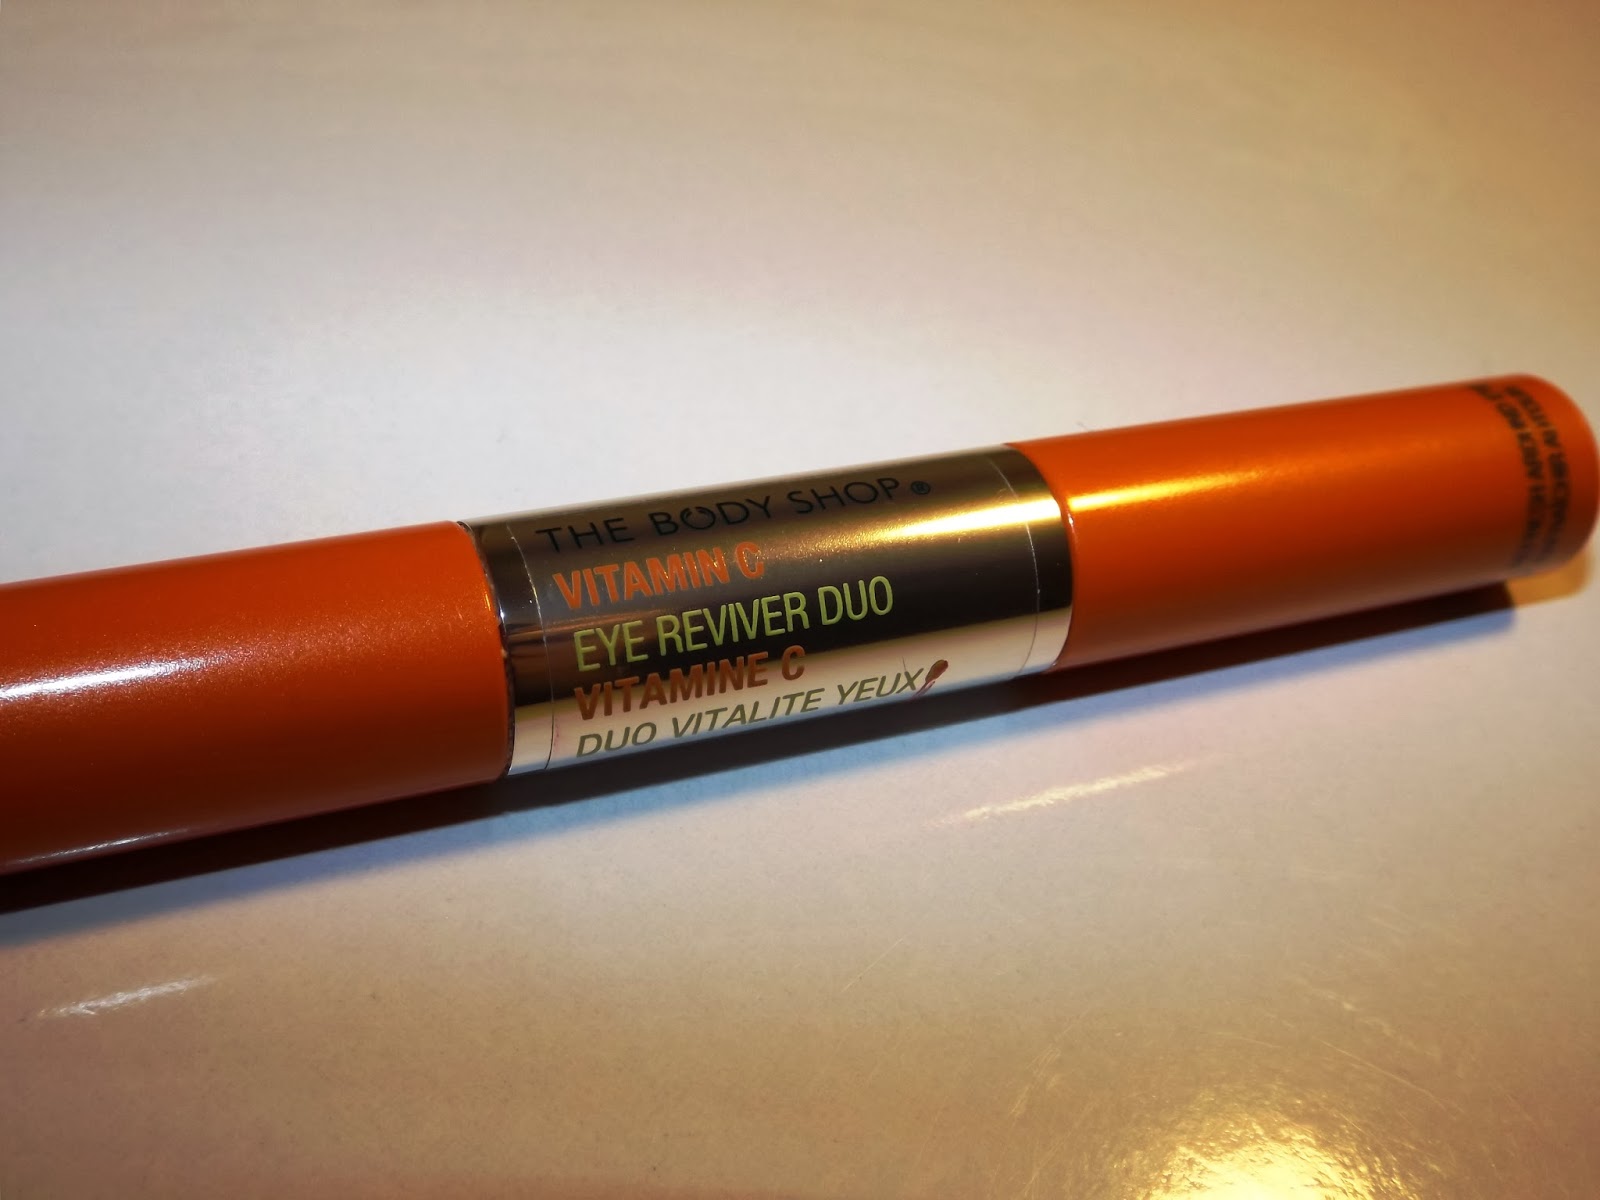 THE BODY SHOP®
VITAMIN C
EYE REVIVER DUO
VITAMINE C
DUO VITALITE YEUX